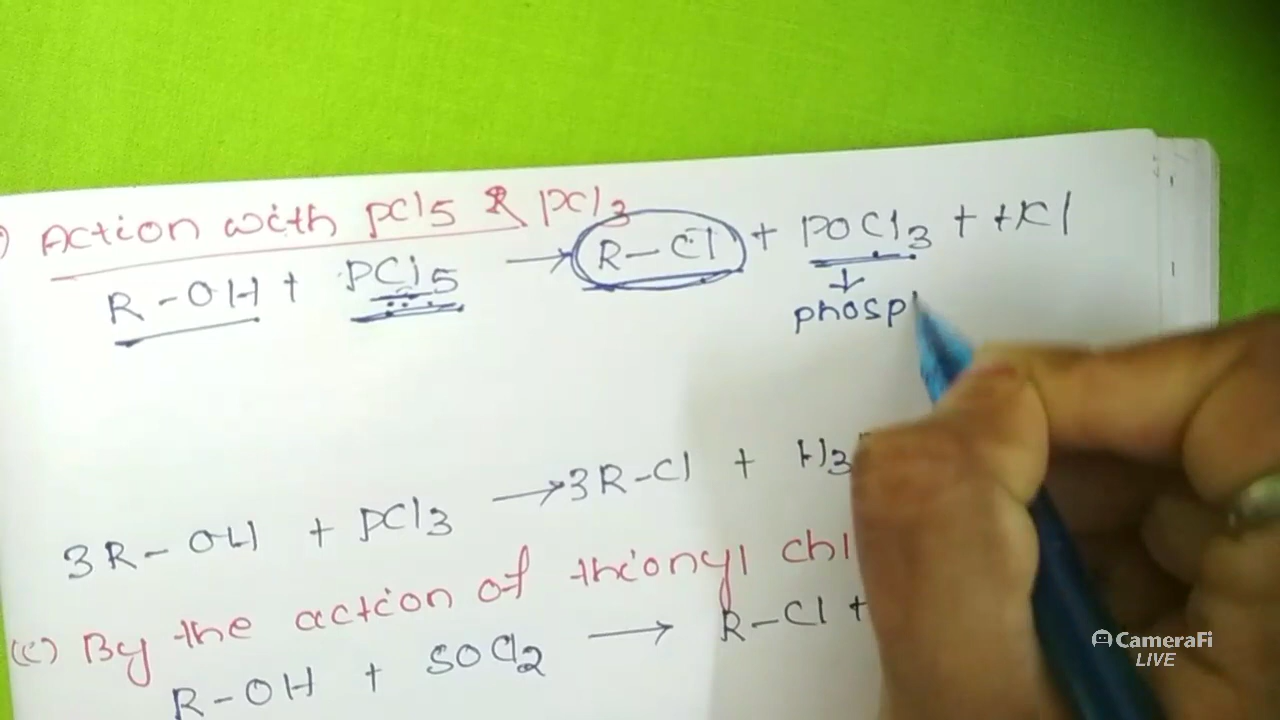 ) Action with PCl5 & PCl3
R-OH + PCl5 → R-Cl + POCl3 + HCl
↓
phosp
3R-OH + PCl3 → 3R-Cl + H3
(C) By the action of thionyl chl
R-OH + SOCl2 → R-Cl +
CameraFi
LIVE